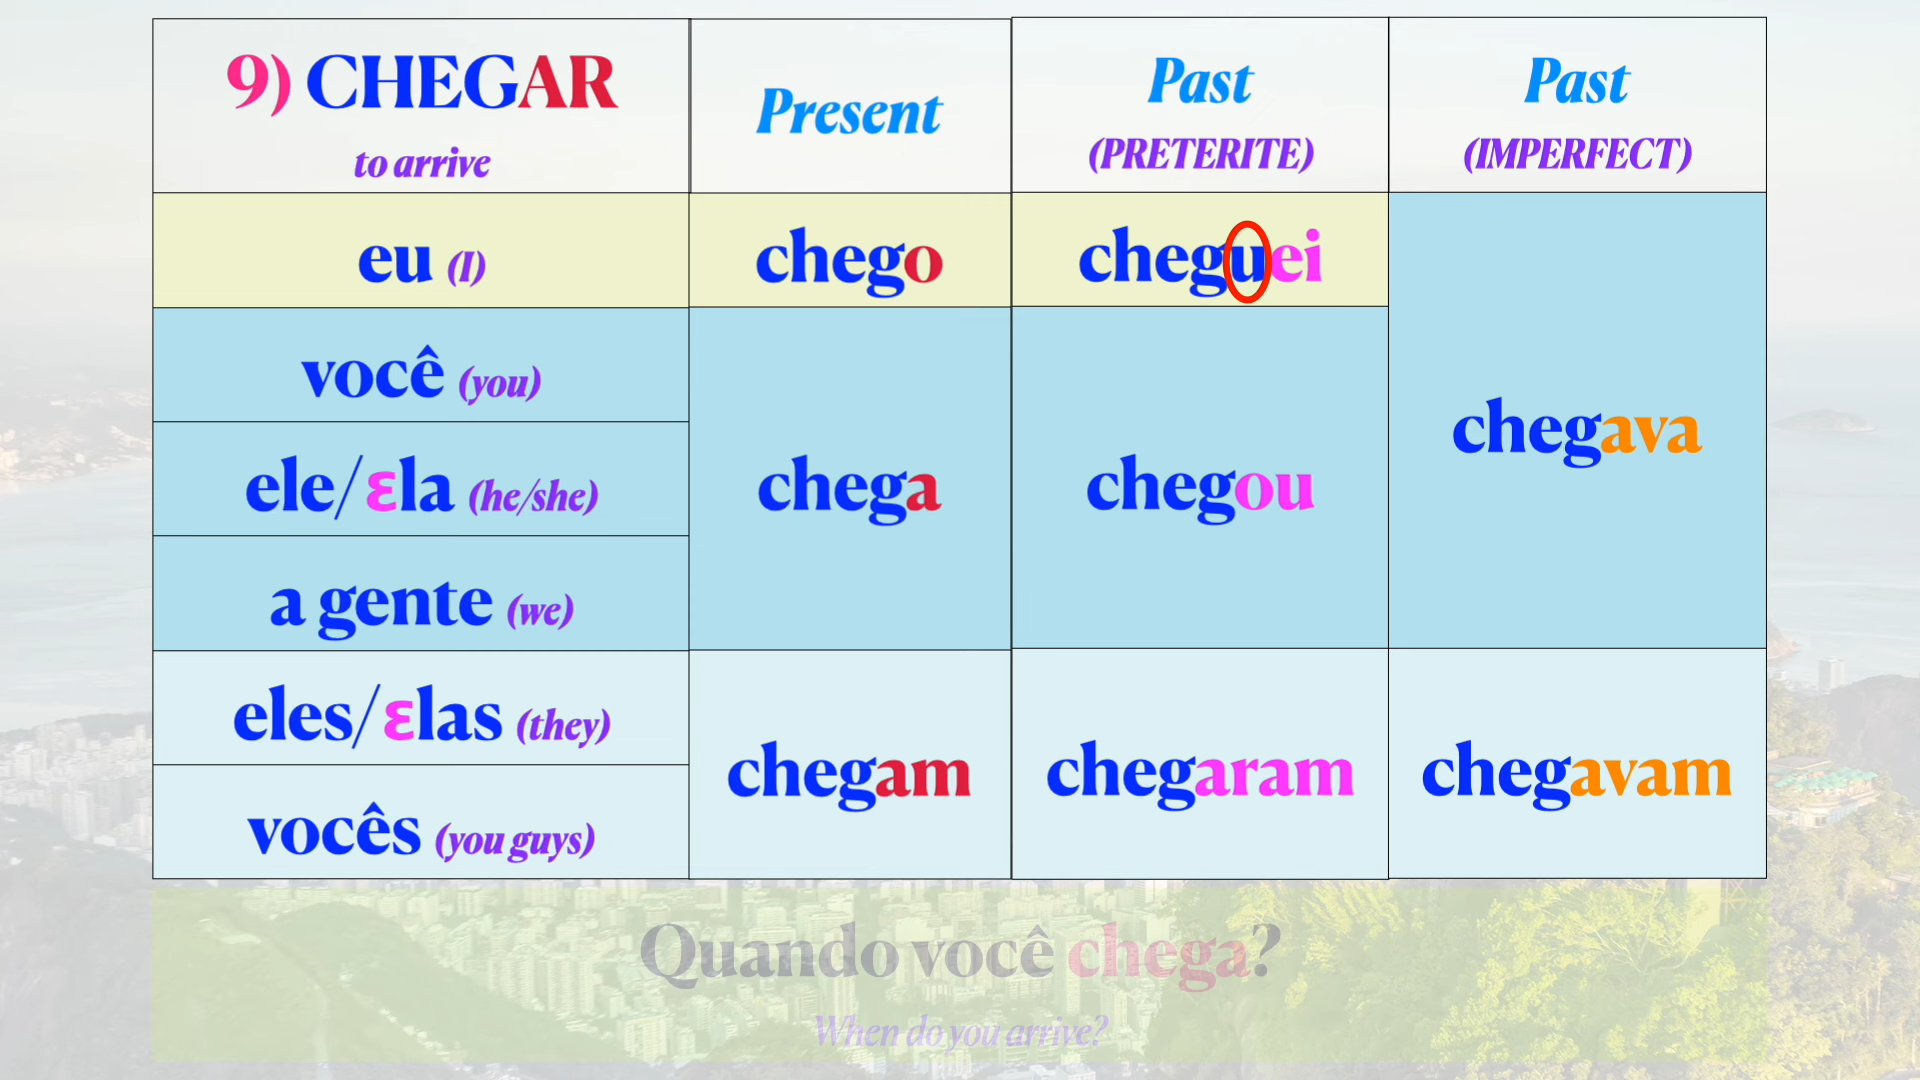 9) CHEGAR
to arrive
Present
Past
(PRETERITE)
Past
(IMPERFECT)
eu (I)
chego
cheguei
você (you)
ele/ɛla (he/she)
a gente (we)
chega
chegou
chegava
eles/ɛlas (they)
vocês (you guys)
chegam
chegaram
chegavam
Quando você chega?
When do you arrive?